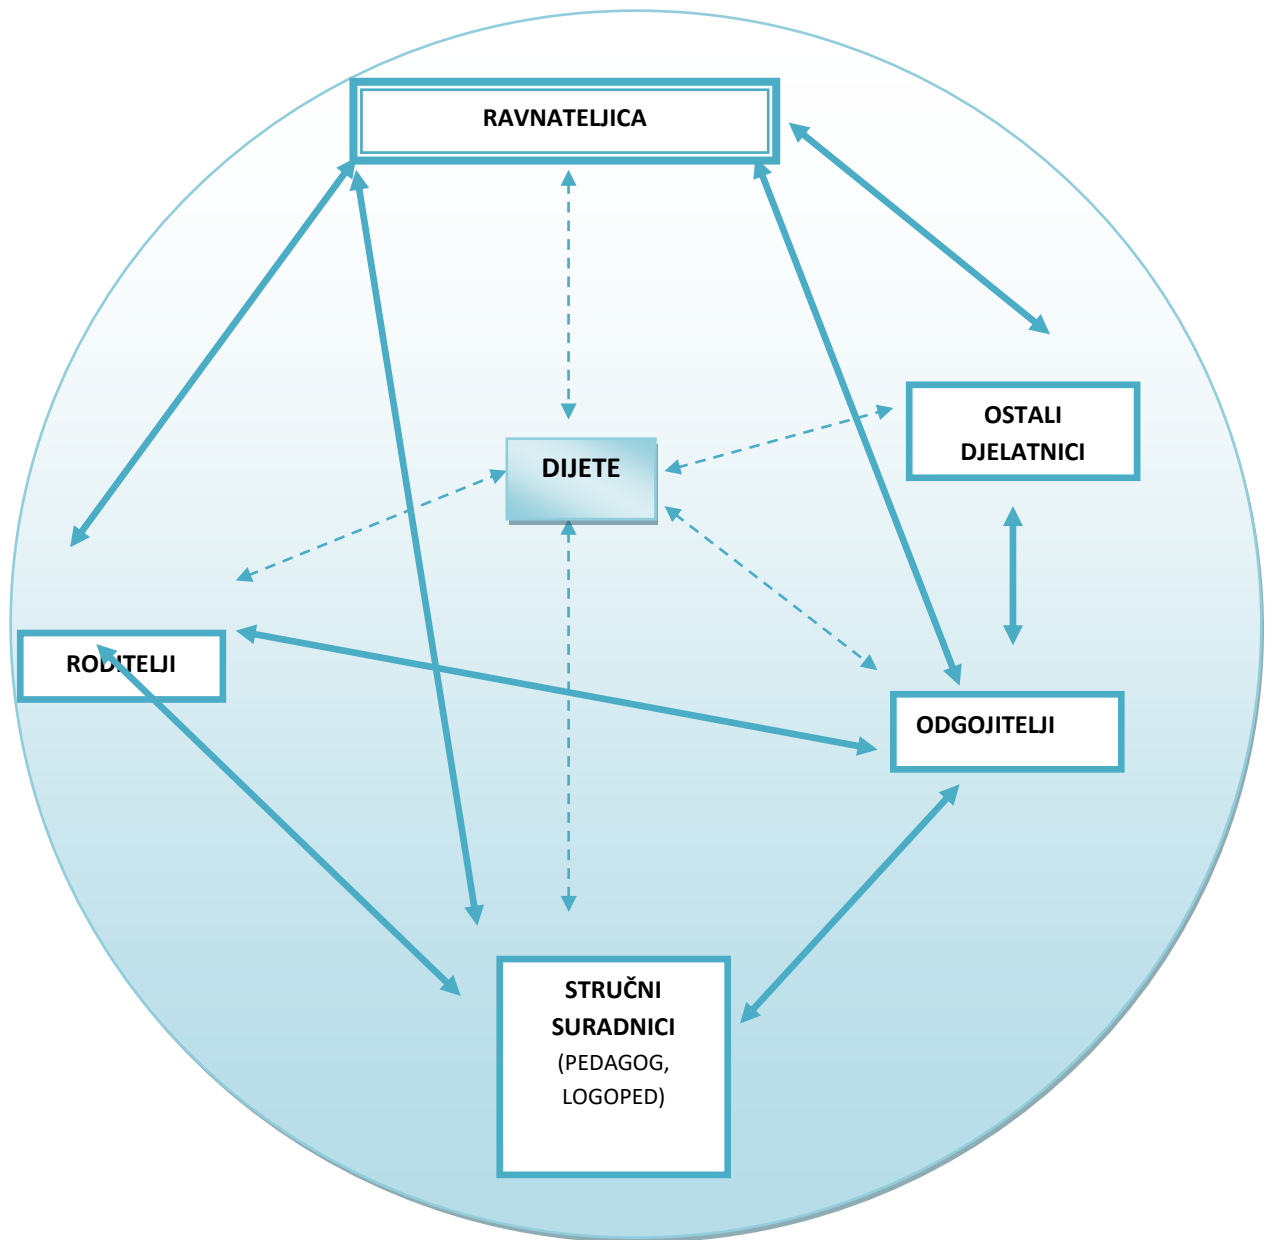 RAVNATELJICA
OSTALI
DJELATNICI
DIJETE
RODITELJI
ODGOJITELJI
STRUČNI
SURADNICI
(PEDAGOG,
LOGOPED)